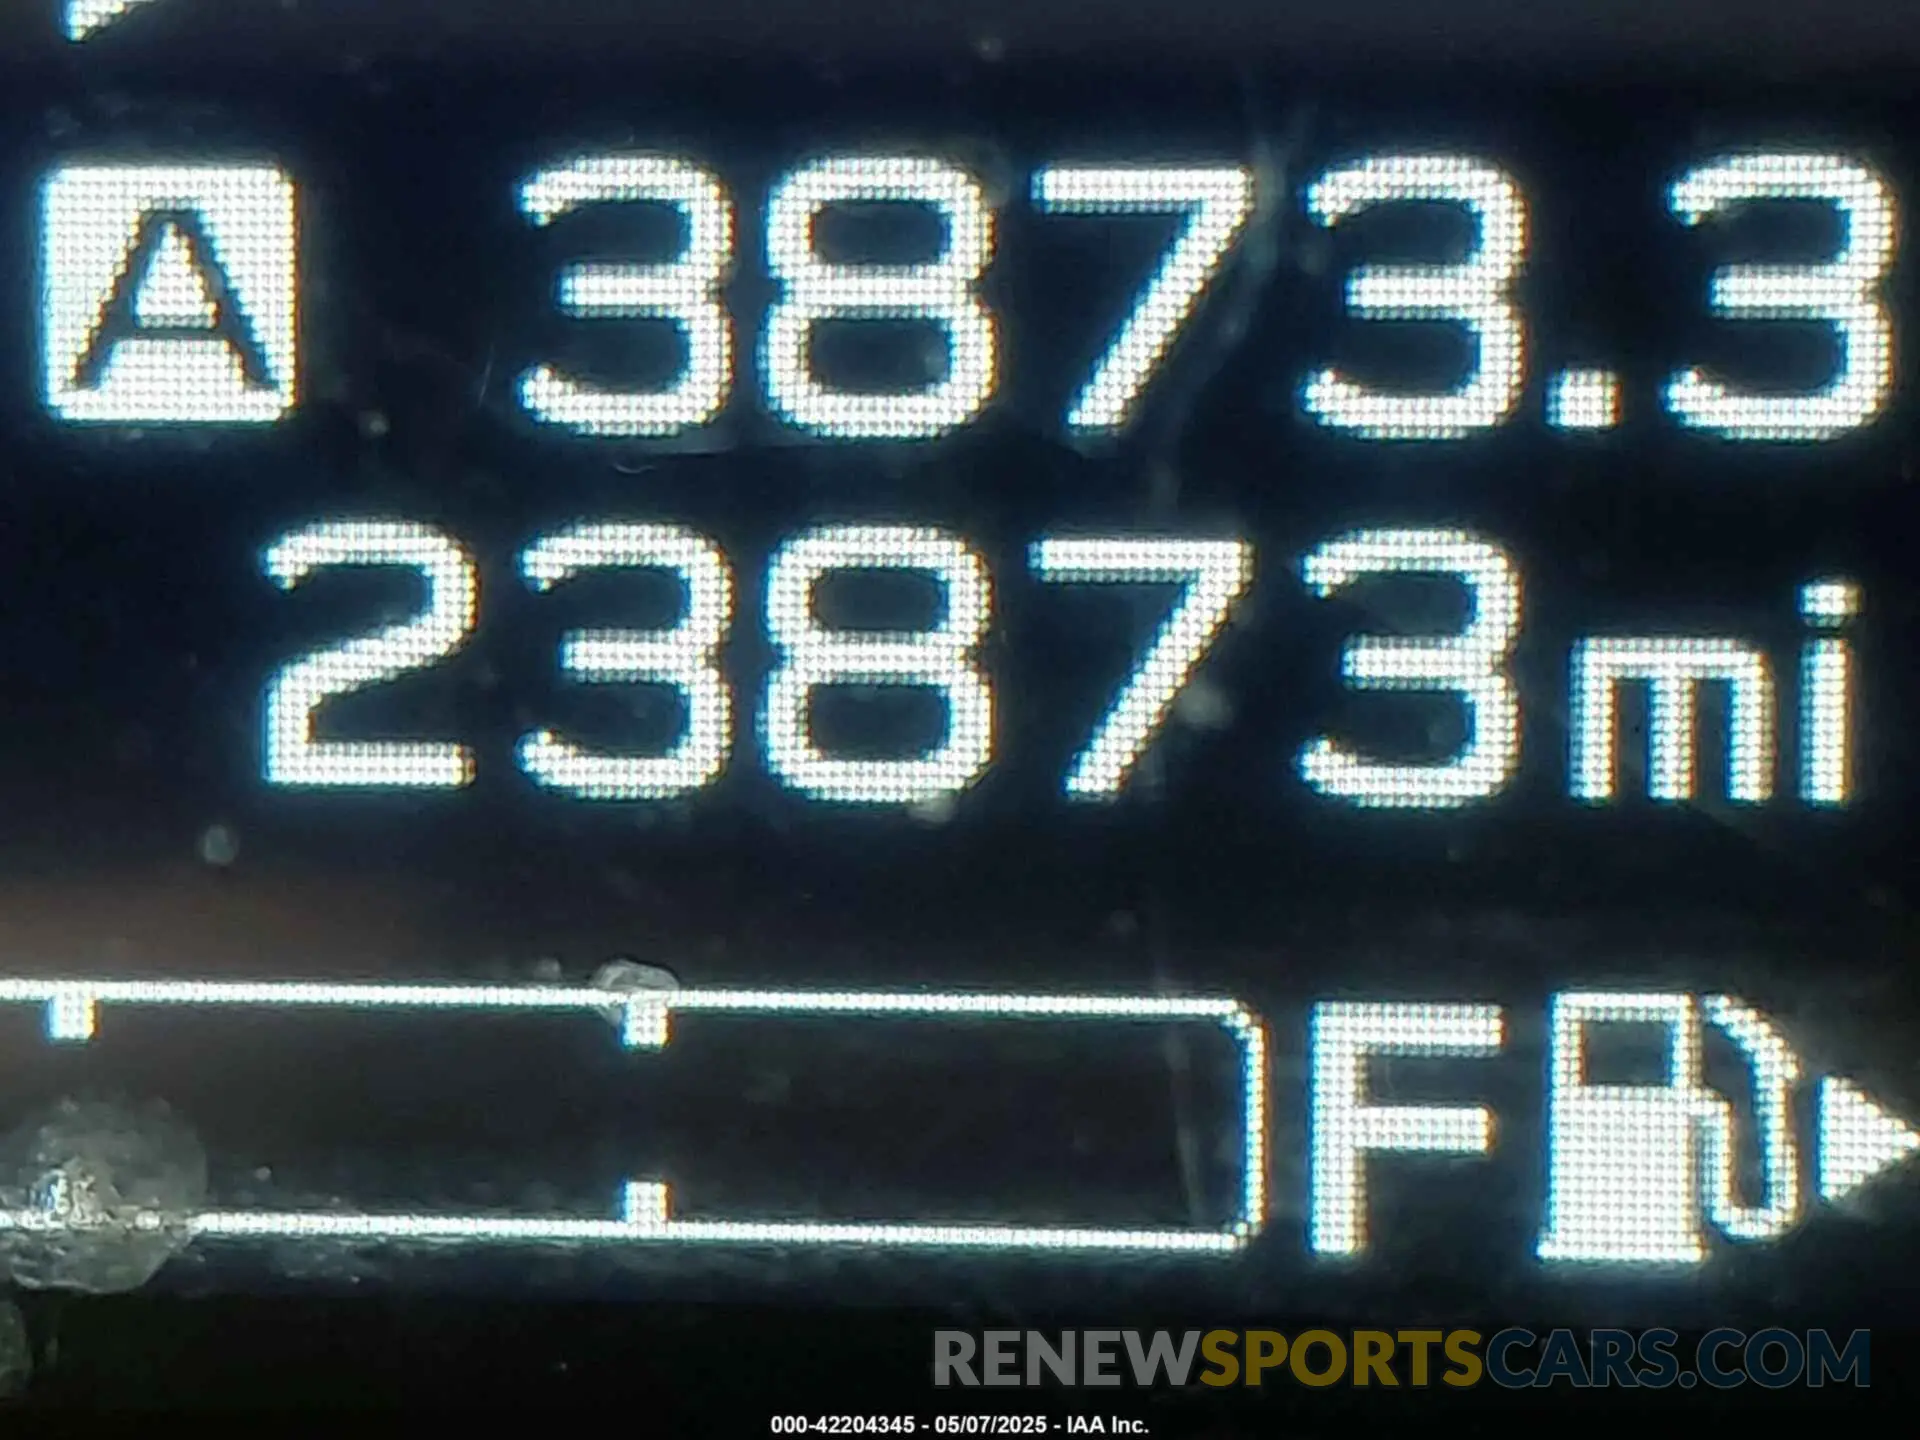 A 3873.3
23873mi
F
RENEWSPORTSCARS.COM
000-42204345 - 05/07/2025 - IAA Inc.